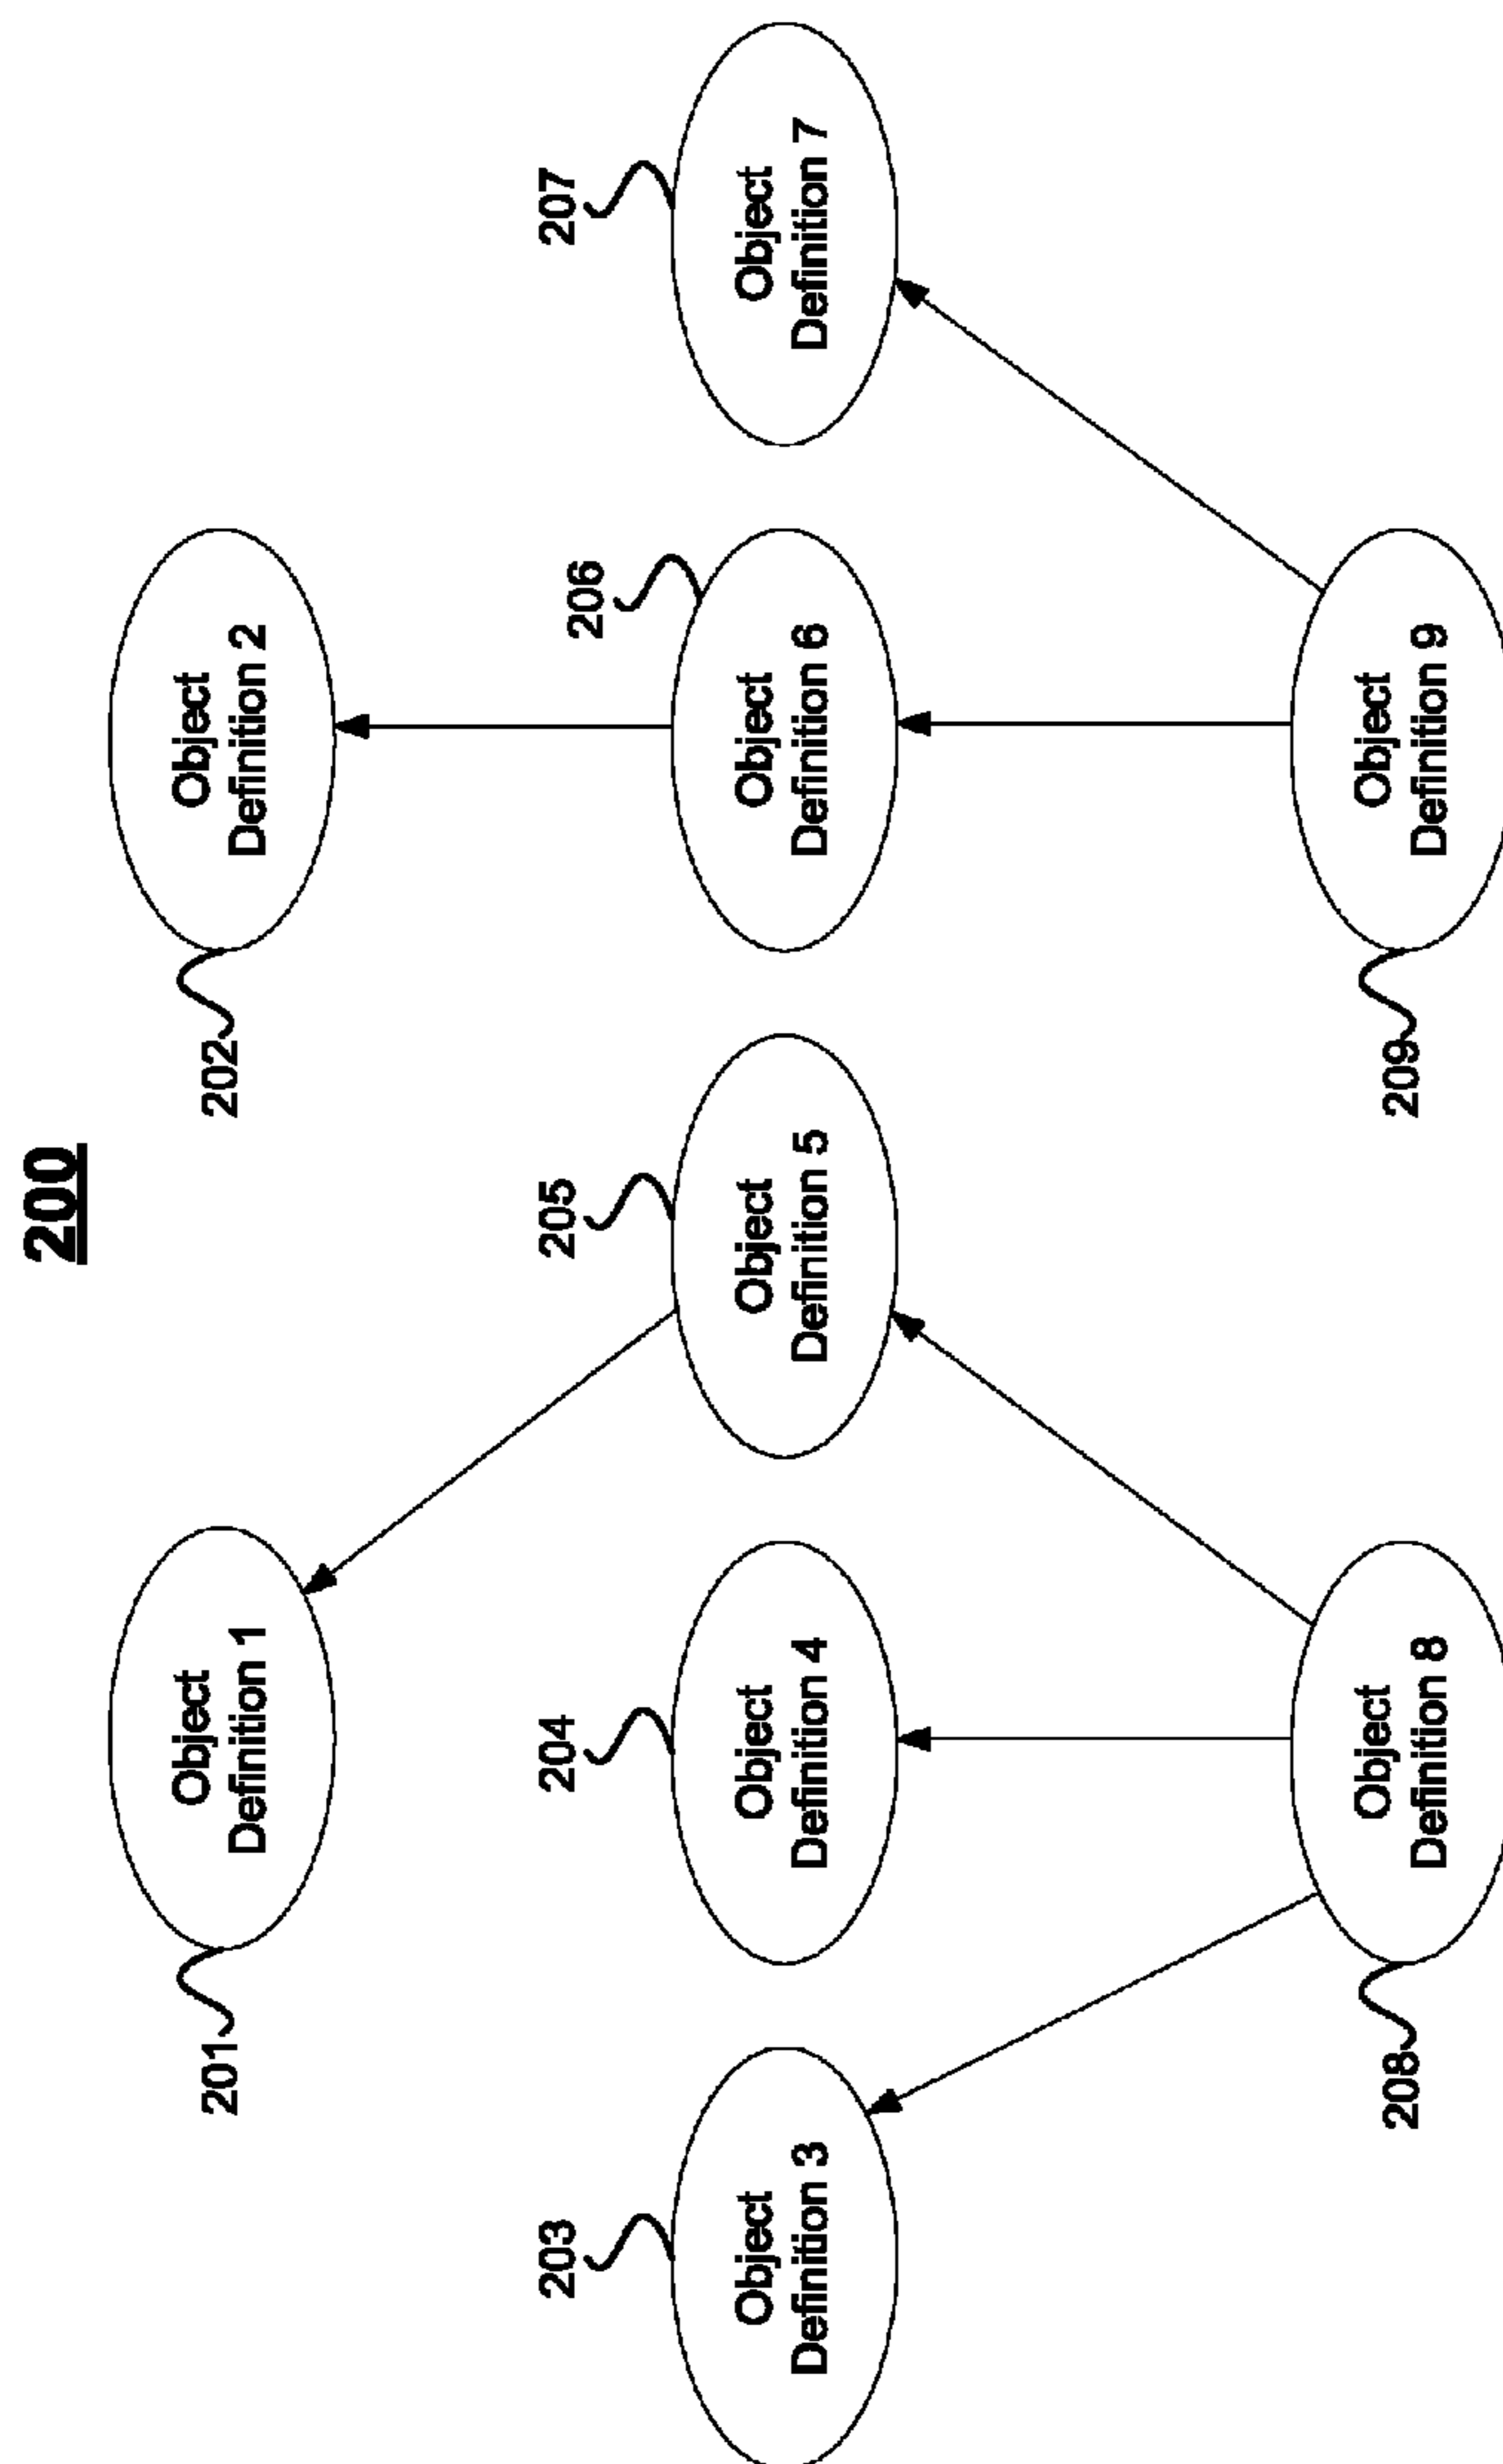 200
201
Object
Definition 1
202
Object
Definition 2
203
Object
Definition 3
204
Object
Definition 4
205
Object
Definition 5
206
Object
Definition 6
207
Object
Definition 7
208
Object
Definition 8
209
Object
Definition 9